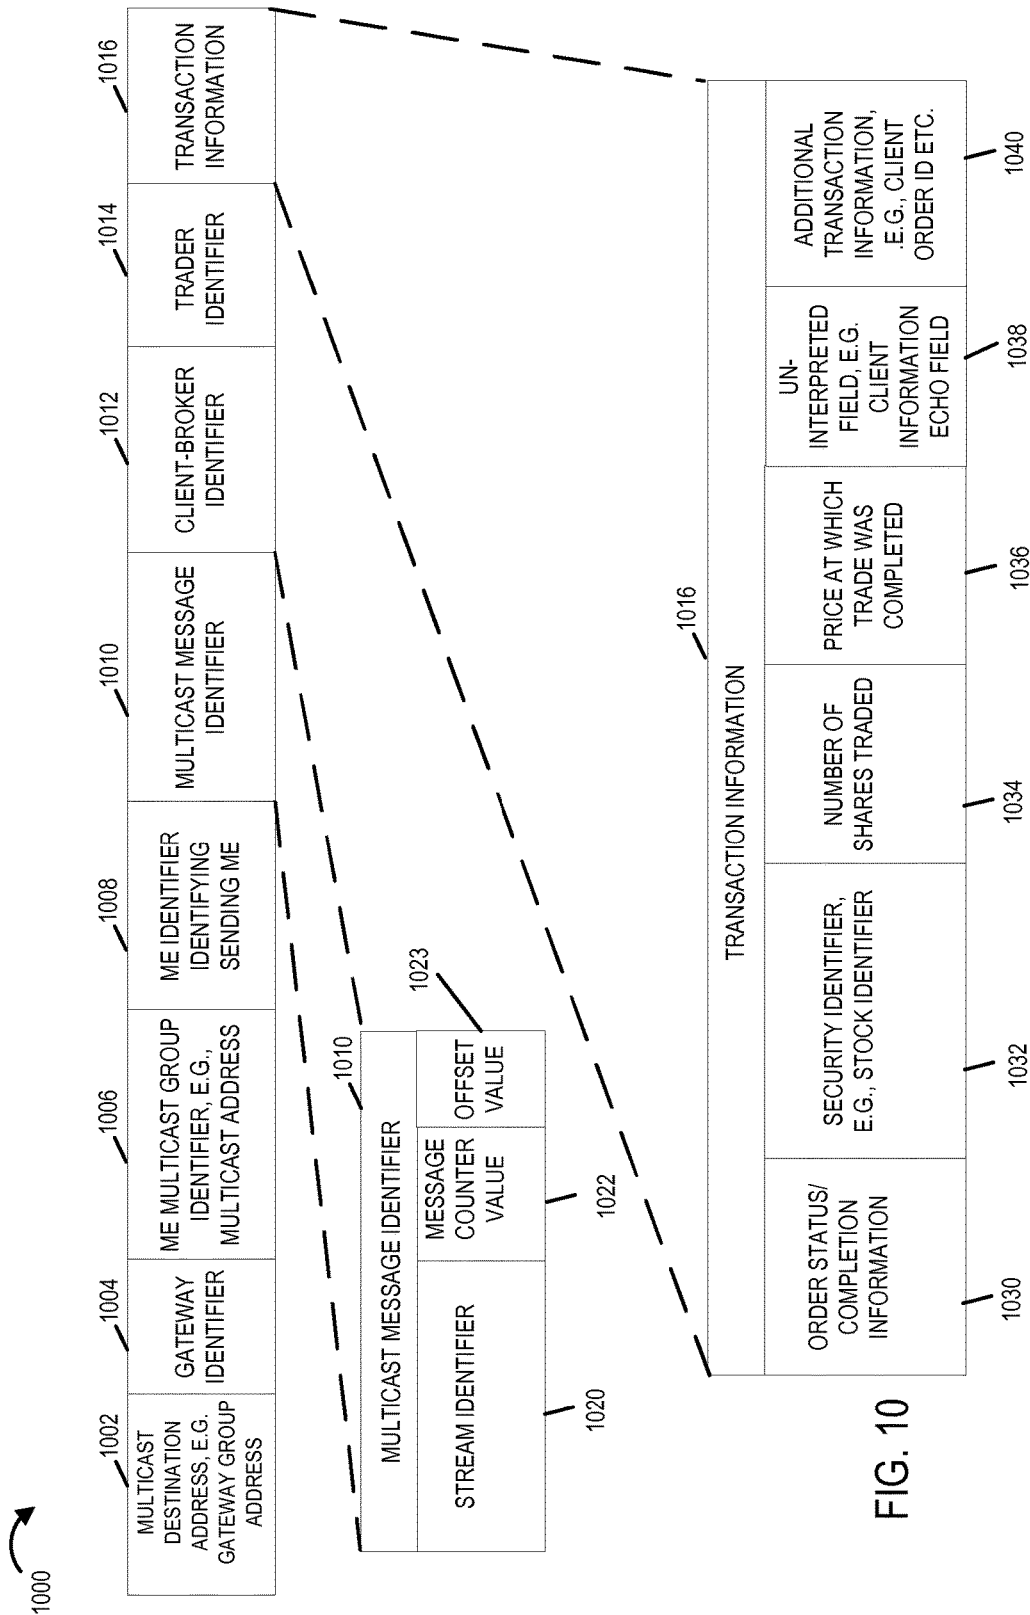 1000
1002
1004
1006
1008
1010
1012
1014
1016
MULTICAST
DESTINATION
ADDRESS, E.G.
GATEWAY GROUP
ADDRESS
GATEWAY
IDENTIFIER
ME MULTICAST GROUP
IDENTIFIER, E.G.,
MULTICAST ADDRESS
ME IDENTIFIER
IDENTIFYING
SENDING ME
MULTICAST MESSAGE
IDENTIFIER
CLIENT-BROKER
IDENTIFIER
TRADER
IDENTIFIER
TRANSACTION
INFORMATION
1010
1023
MULTICAST MESSAGE IDENTIFIER
STREAM IDENTIFIER
MESSAGE
COUNTER
VALUE
OFFSET
VALUE
1020
1022
1016
TRANSACTION INFORMATION
ORDER STATUS/
COMPLETION
INFORMATION
SECURITY IDENTIFIER,
E.G., STOCK IDENTIFIER
NUMBER OF
SHARES TRADED
PRICE AT WHICH
TRADE WAS
COMPLETED
UN-
INTERPRETED
FIELD, E.G.
CLIENT
INFORMATION
ECHO FIELD
ADDITIONAL
TRANSACTION
INFORMATION,
.E.G., CLIENT
ORDER ID ETC.
1030
1032
1034
1036
1038
1040
FIG. 10